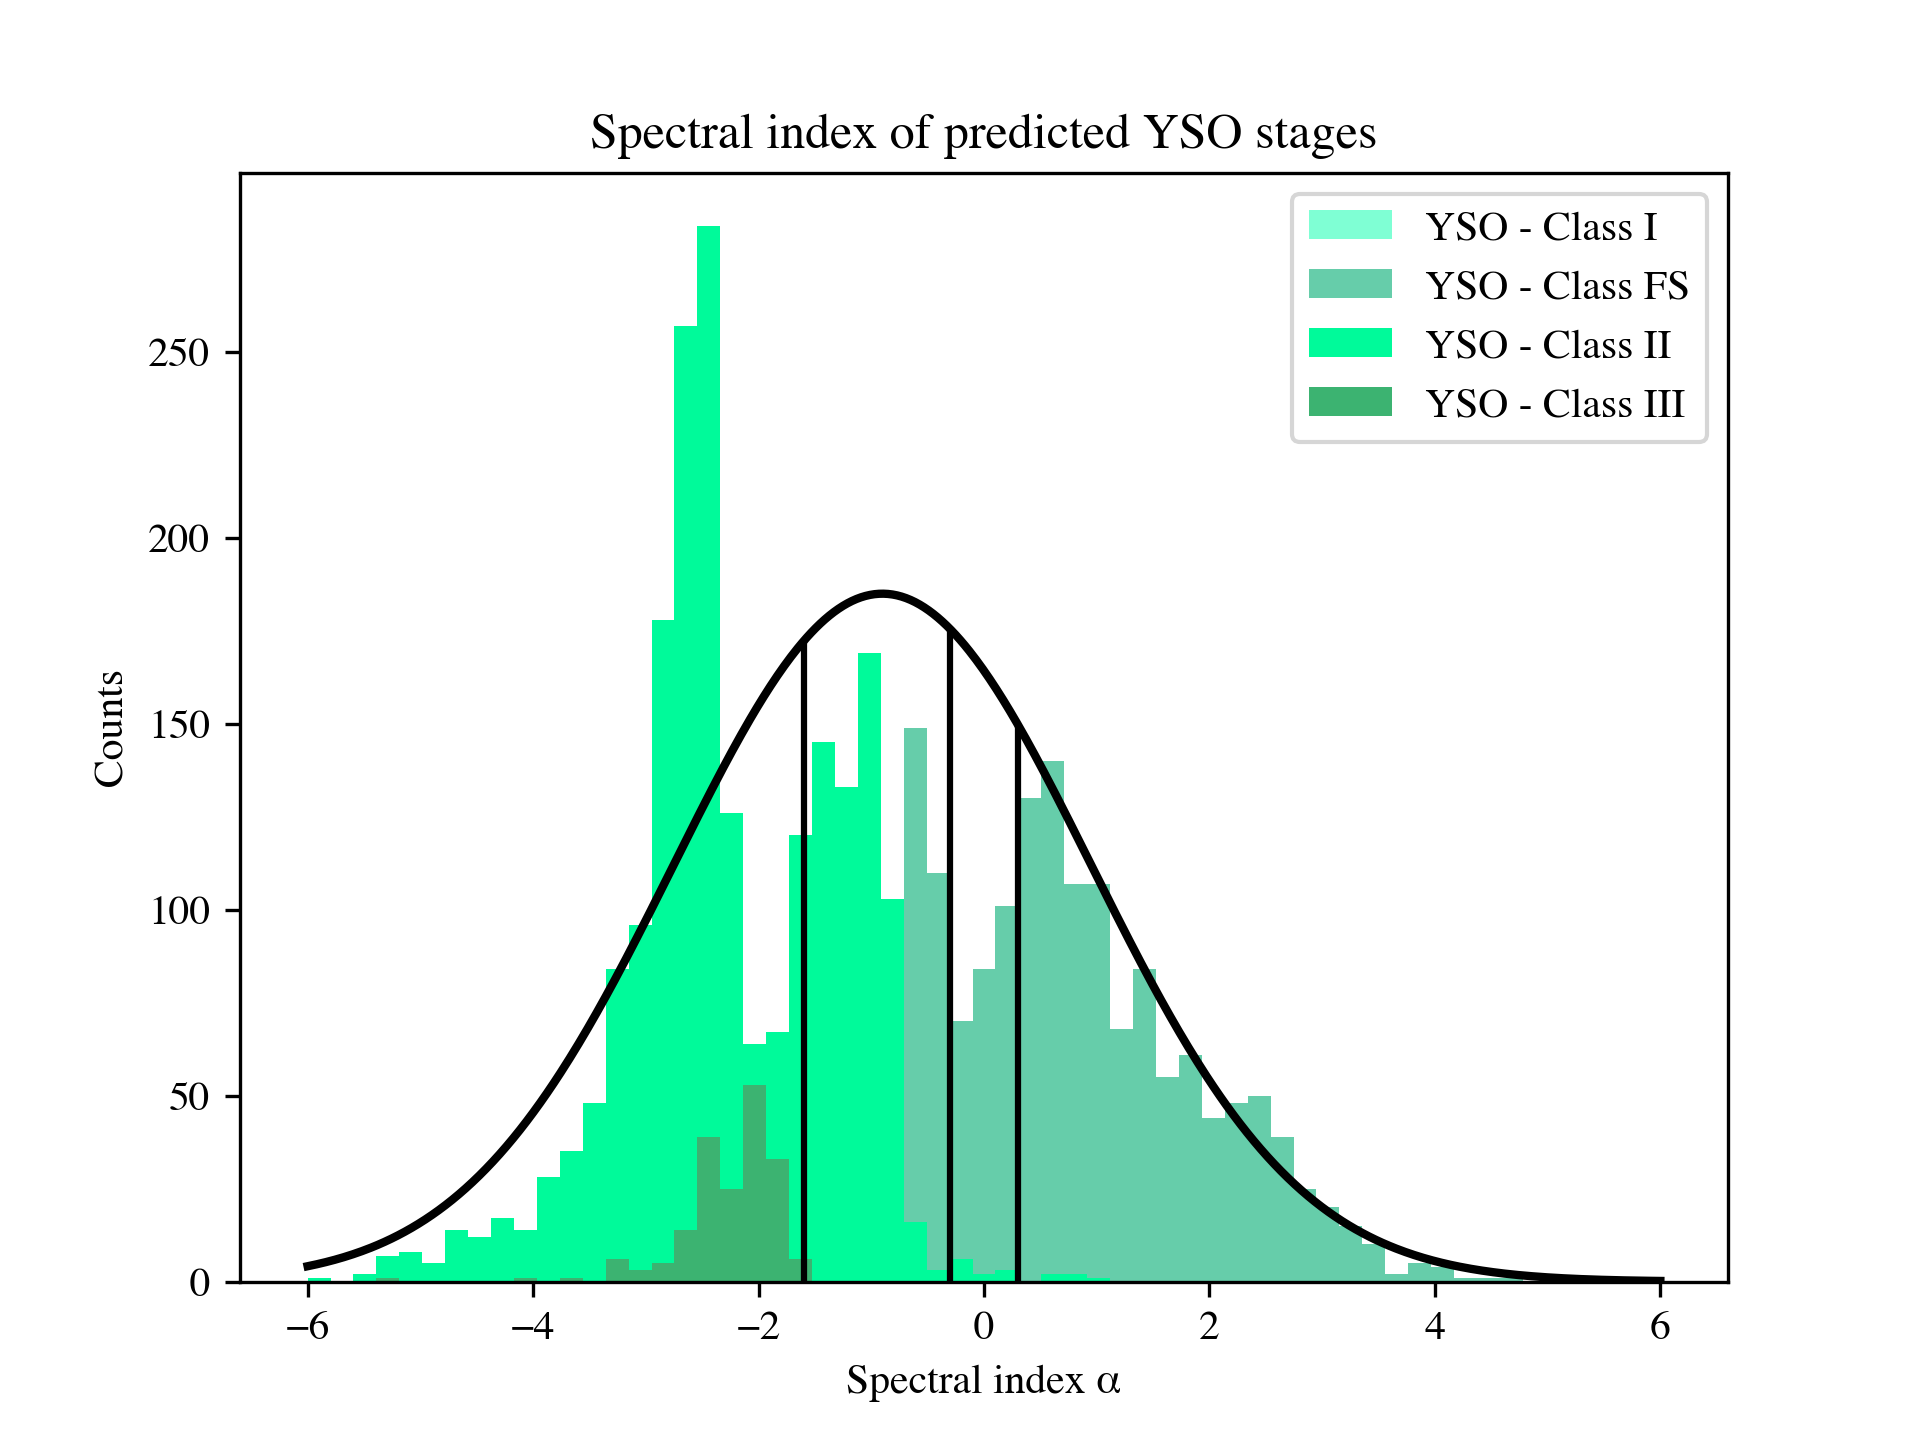 Spectral index of predicted YSO stages
YSO - Class I
YSO - Class FS
YSO - Class II
YSO - Class III
Counts
250
200
150
100
50
0
−6 −4 −2 0 2 4 6
Spectral index α